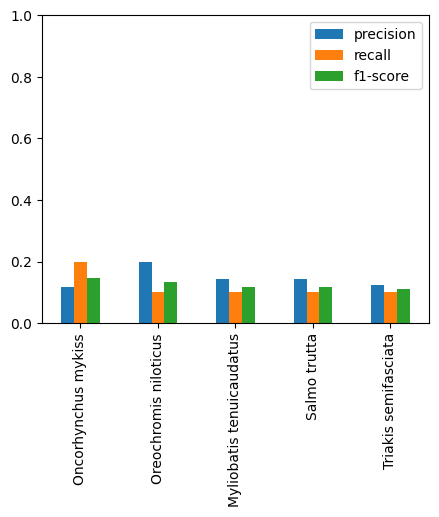 1.0
0.8
0.6
0.4
0.2
0.0
precision
recall
f1-score
Oncorhynchus mykiss
Oreochromis niloticus
Myliobatis tenuicaudatus
Salmo trutta
Triakis semifasciata